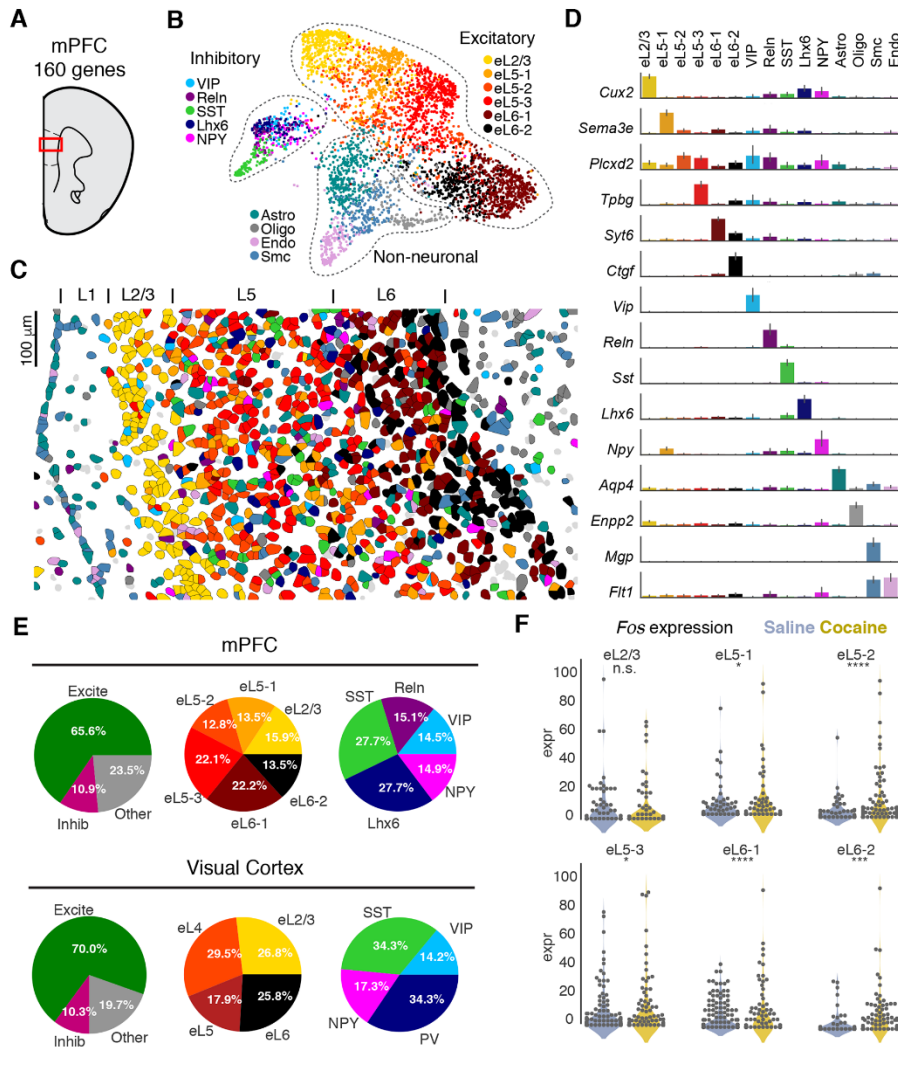 A
mPFC
160 genes
B
Inhibitory
VIP
Reln
SST
Lhx6
NPY
Excitatory
eL2/3
eL5-1
eL5-2
eL5-3
eL6-1
eL6-2
Astro
Oligo
Endo
Smc
Non-neuronal
C
L1
L2/3
L5
L6
100 µm
D
eL2/3
eL5-1
eL5-2
eL5-3
eL6-1
eL6-2
VIP
Reln
SST
Lhx6
NPY
Astro
Oligo
Smc
Endo
Cux2
Sema3e
Plcxd2
Tpbg
Syt6
Ctgf
Vip
Reln
Sst
Lhx6
Npy
Aqp4
Enpp2
Mgp
Flt1
E
mPFC
Excite
65.6%
10.9%
23.5%
Inhib
Other
eL5-1
eL5-2
eL2/3
12.8%
13.5%
15.9%
22.1%
13.5%
22.2%
eL5-3
eL6-2
eL6-1
SST
Reln
VIP
15.1%
27.7%
14.5%
14.9%
27.7%
NPY
Lhx6
Visual Cortex
Excite
70.0%
10.3%
19.7%
Inhib
Other
eL4
eL2/3
29.5%
26.8%
17.9%
25.8%
eL5
eL6
SST
VIP
34.3%
14.2%
17.3%
34.3%
NPY
PV
F
Fos expression
Saline Cocaine
eL2/3
n.s.
eL5-1
*
eL5-2
****
100
80
60
40
20
0
expr
eL5-3
*
eL6-1
****
eL6-2
***
100
80
60
40
20
0
expr